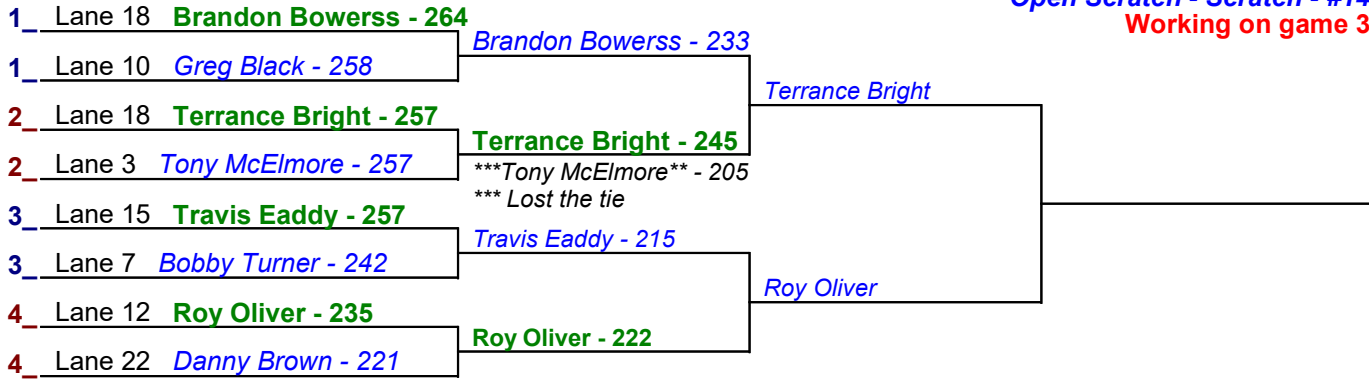 Open Scratch - Scratch - #14
Working on game 3
1_ Lane 18 Brandon Bowerss - 264
1_ Lane 10 Greg Black - 258
2_ Lane 18 Terrance Bright - 257
2_ Lane 3 Tony McElmore - 257
3_ Lane 15 Travis Eaddy - 257
3_ Lane 7 Bobby Turner - 242
4_ Lane 12 Roy Oliver - 235
4_ Lane 22 Danny Brown - 221
Brandon Bowerss - 233
Terrance Bright - 245
***Tony McElmore** - 205
*** Lost the tie
Travis Eaddy - 215
Roy Oliver - 222
Terrance Bright
Roy Oliver